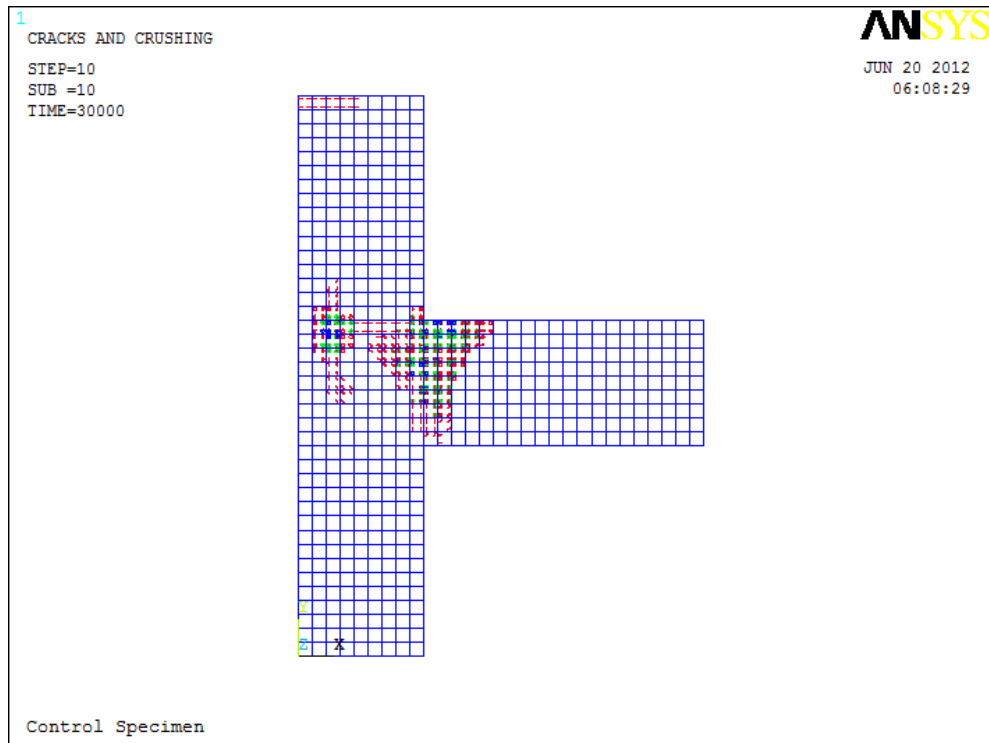 1
CRACKS AND CRUSHING
STEP=10
SUB =10
TIME=30000
ANSYS
JUN 20 2012
06:08:29
Y
Z X
Control Specimen